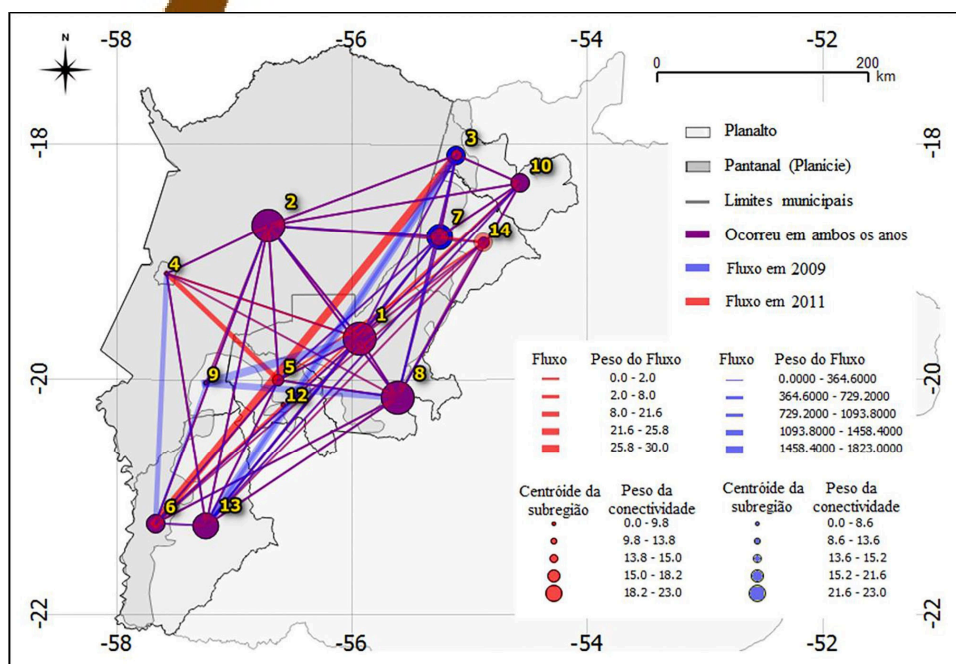 -58
-56
-52
N
0
200
km
-18
-18
3
10
2
7
14
4
1
5
9
12
8
-20
-20
6
13
-22
-22
-58
-56
-54
-52
Planalto
Pantanal (Planície)
Limites municipais
Ocorreu em ambos os anos
Fluxo em 2009
Fluxo em 2011
Fluxo Peso do Fluxo
0.0 - 2.0
2.0 - 8.0
8.0 - 21.6
21.6 - 25.8
25.8 - 30.0
Fluxo Peso do Fluxo
0.0000 - 364.6000
364.6000 - 729.2000
729.2000 - 1093.8000
1093.8000 - 1458.4000
1458.4000 - 1823.0000
Centróide da Peso da
subregião conectividade
0.0 - 9.8
9.8 - 13.8
13.8 - 15.0
15.0 - 18.2
18.2 - 23.0
Centróide da Peso da
subregião conectividade
0.0 - 8.6
8.6 - 13.6
13.6 - 15.2
15.2 - 21.6
21.6 - 23.0